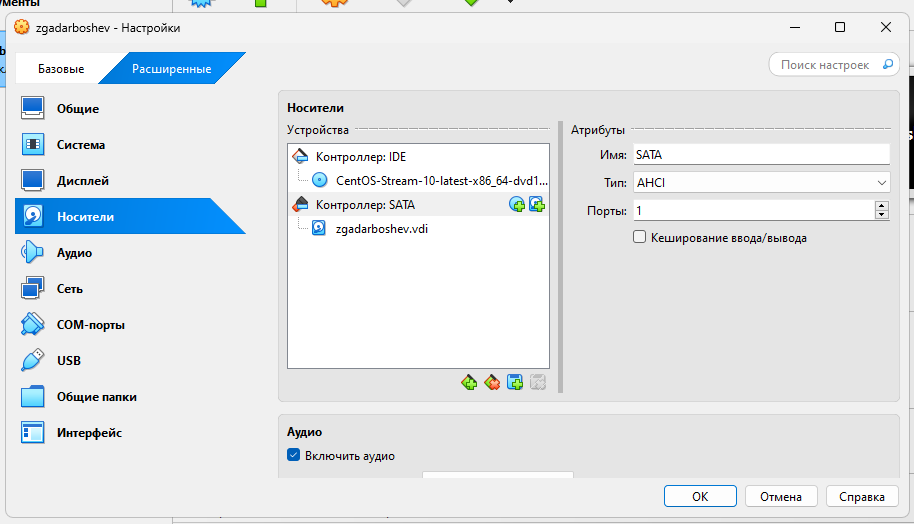 ументы
zgadarboshev - Настройки
Базовые
Расширенные
Поиск настроек
Общие
Система
Дисплей
Носители
Аудио
Сеть
COM-порты
USB
Общие папки
Интерфейс
Носители
Устройства
Контроллер: IDE
CentOS-Stream-10-latest-x86_64-dvd1...
Контроллер: SATA
zgadarboshev.vdi
Атрибуты
Имя: SATA
Тип: AHCI
Порты: 1
Кеширование ввода/вывода
Аудио
Включить аудио
OK
Отмена
Справка